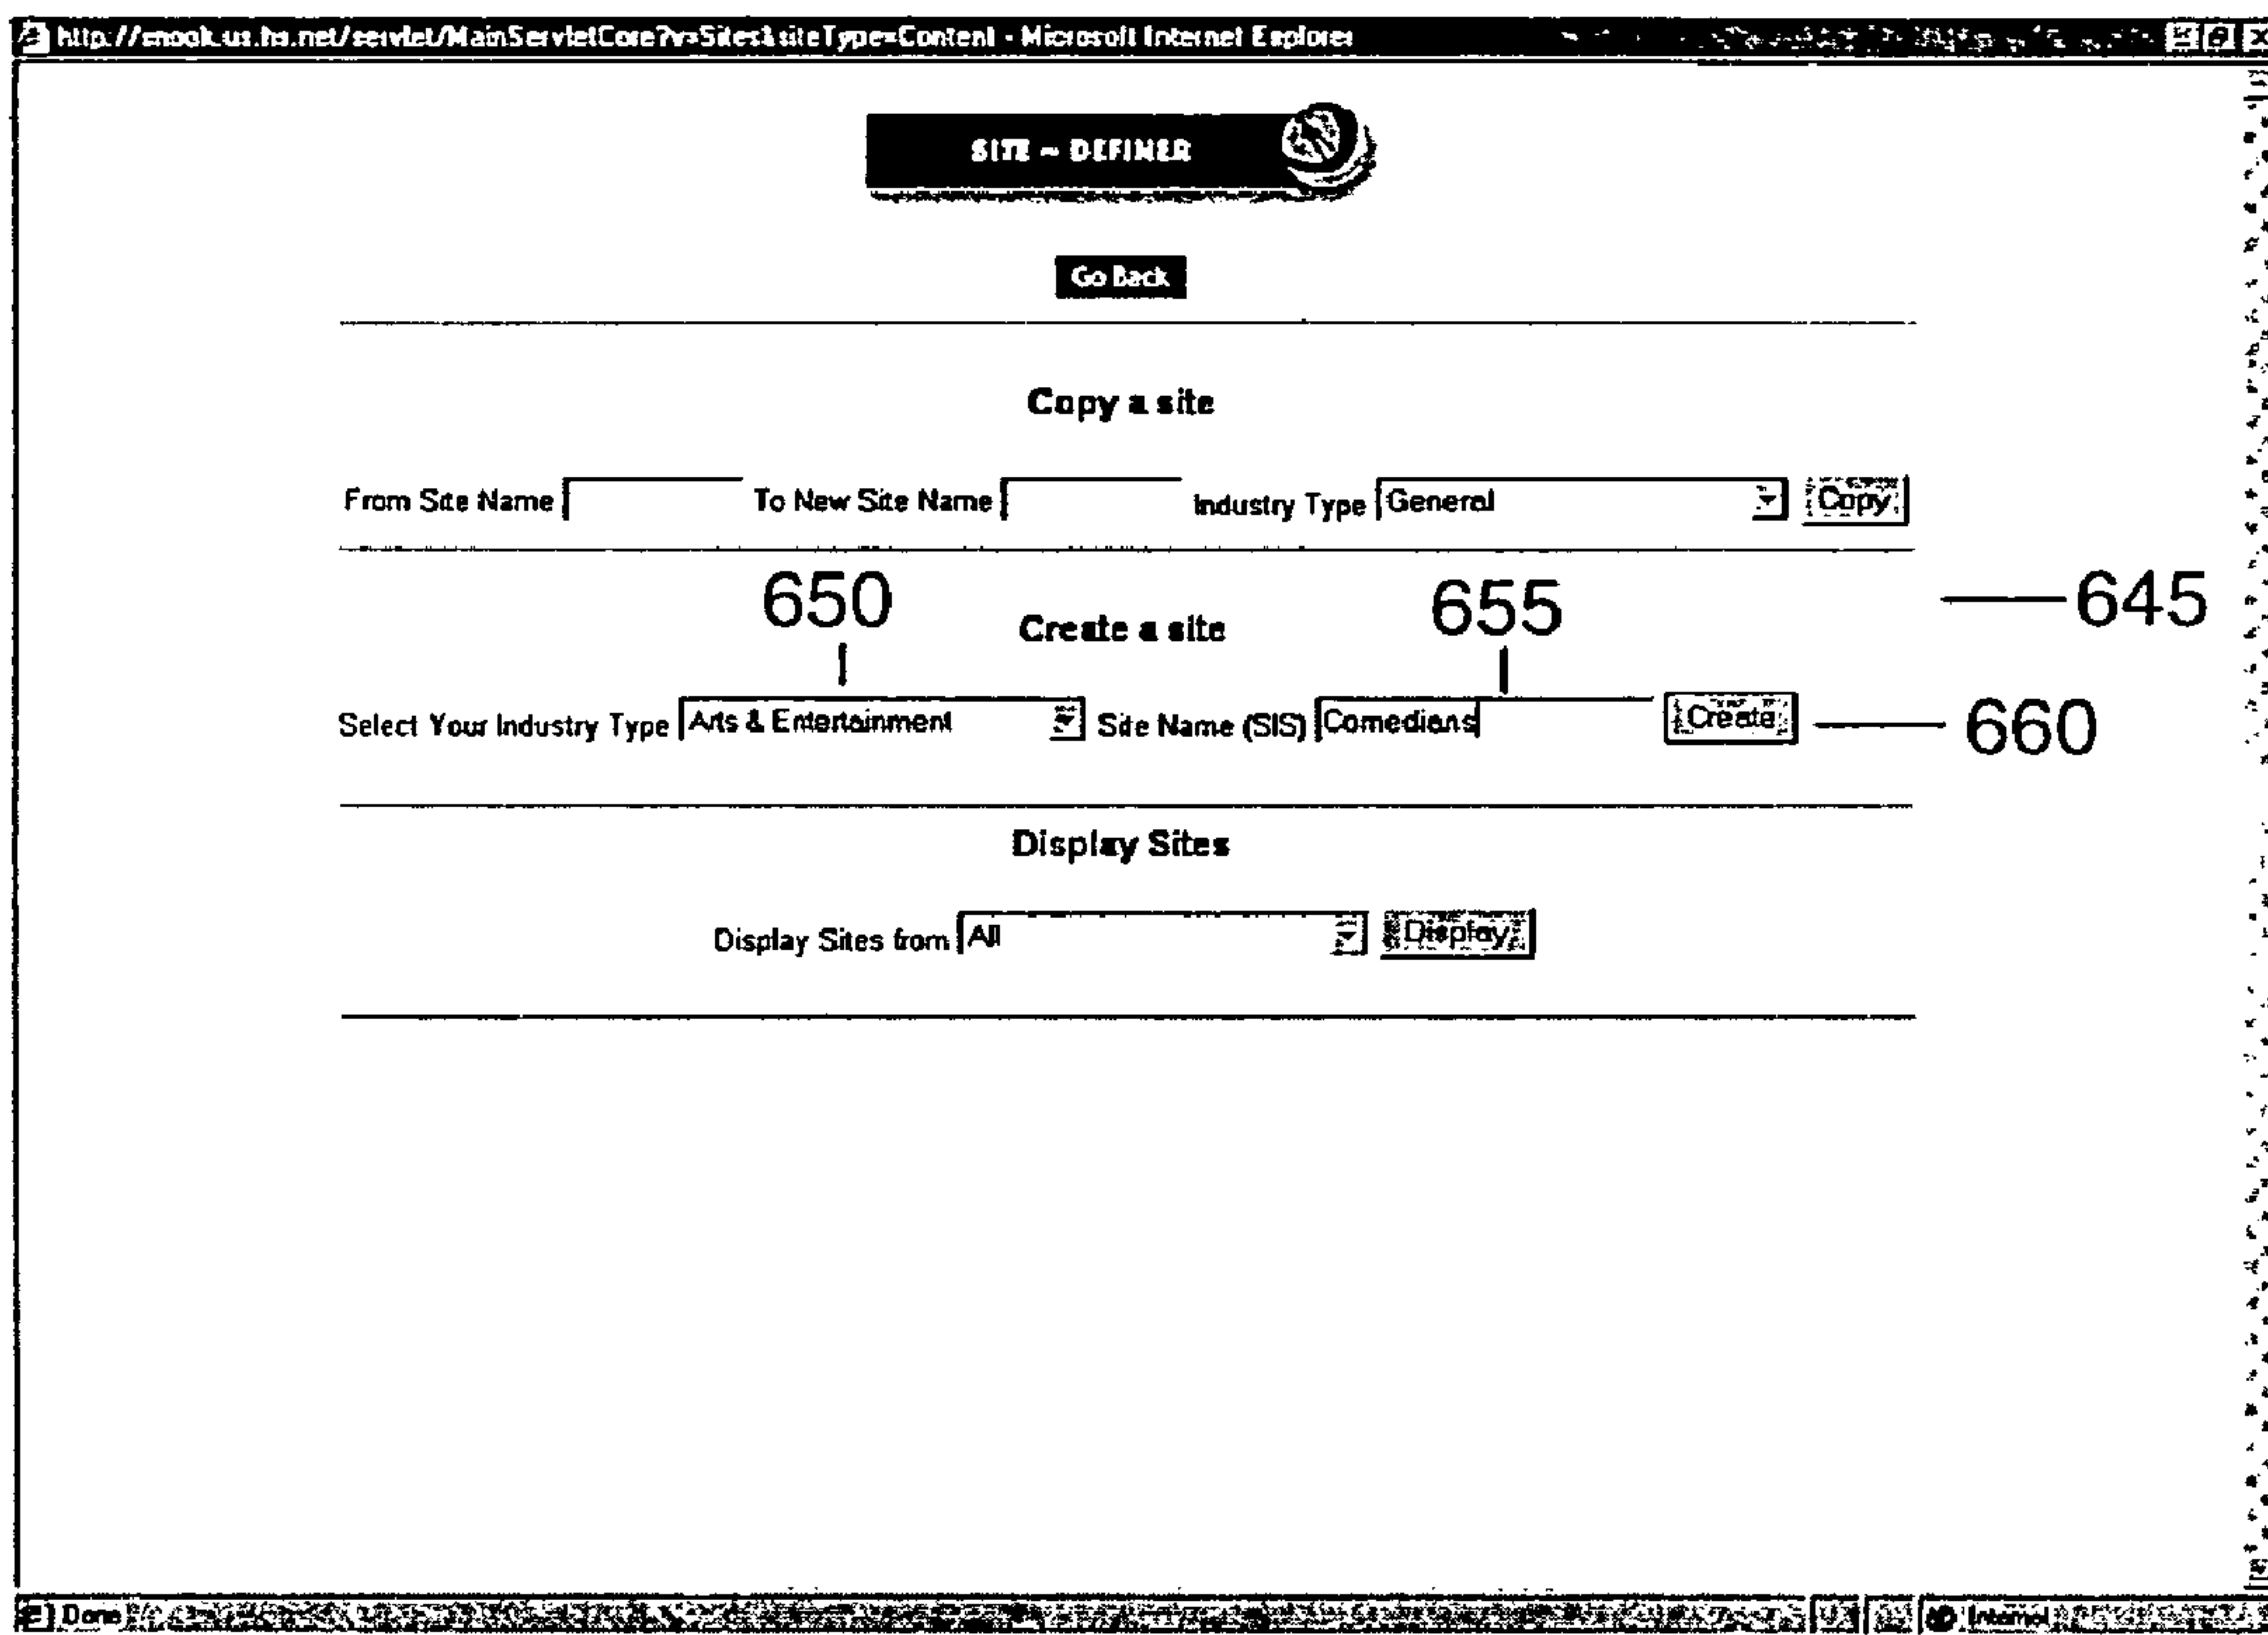 http://snook.us.hs.net/servlet/MainServletCore?v=Sites&siteType=Content - Microsoft Internet Explorer
SITE ~ DEFINER
Go Back
Copy a site
From Site Name To New Site Name Industry Type General Copy
650 655 645
Create a site
Select Your Industry Type Arts & Entertainment Site Name (SIS) Comedians Create 660
Display Sites
Display Sites from All Display
Done